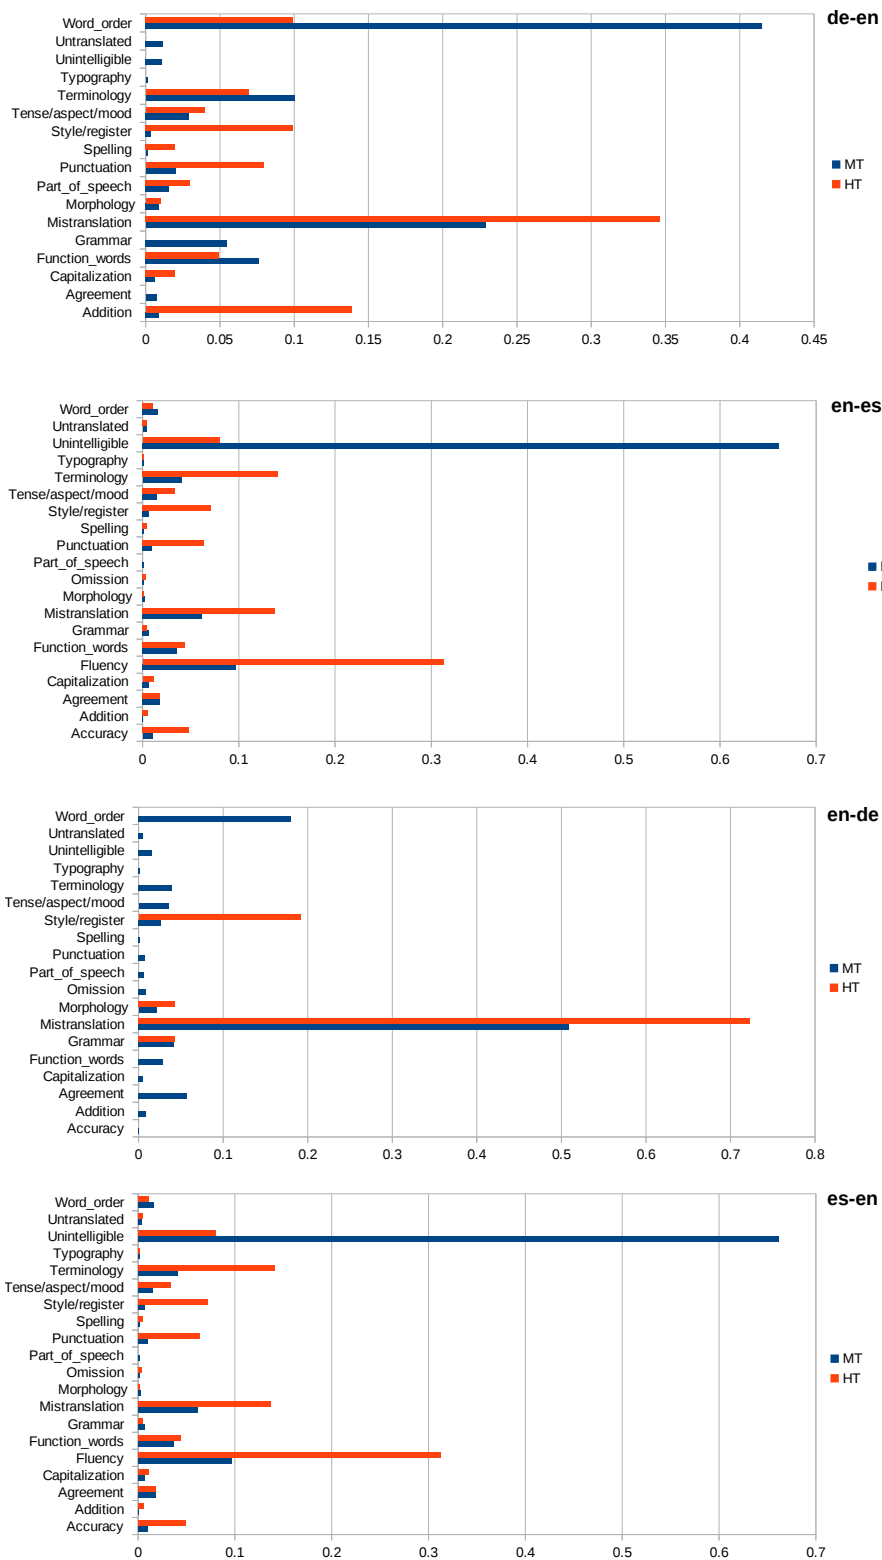 de-en
Word_order
Untranslated
Unintelligible
Typography
Terminology
Tense/aspect/mood
Style/register
Spelling
Punctuation
Part_of_speech
Morphology
Mistranslation
Grammar
Function_words
Capitalization
Agreement
Addition
0 0.05 0.1 0.15 0.2 0.25 0.3 0.35 0.4 0.45
MT
HT
en-es
Word_order
Untranslated
Unintelligible
Typography
Terminology
Tense/aspect/mood
Style/register
Spelling
Punctuation
Part_of_speech
Omission
Morphology
Mistranslation
Grammar
Function_words
Fluency
Capitalization
Agreement
Addition
Accuracy
0 0.1 0.2 0.3 0.4 0.5 0.6 0.7
en-de
Word_order
Untranslated
Unintelligible
Typography
Terminology
Tense/aspect/mood
Style/register
Spelling
Punctuation
Part_of_speech
Omission
Morphology
Mistranslation
Grammar
Function_words
Capitalization
Agreement
Addition
Accuracy
0 0.1 0.2 0.3 0.4 0.5 0.6 0.7 0.8
MT
HT
es-en
Word_order
Untranslated
Unintelligible
Typography
Terminology
Tense/aspect/mood
Style/register
Spelling
Punctuation
Part_of_speech
Omission
Morphology
Mistranslation
Grammar
Function_words
Fluency
Capitalization
Agreement
Addition
Accuracy
0 0.1 0.2 0.3 0.4 0.5 0.6 0.7
MT
HT